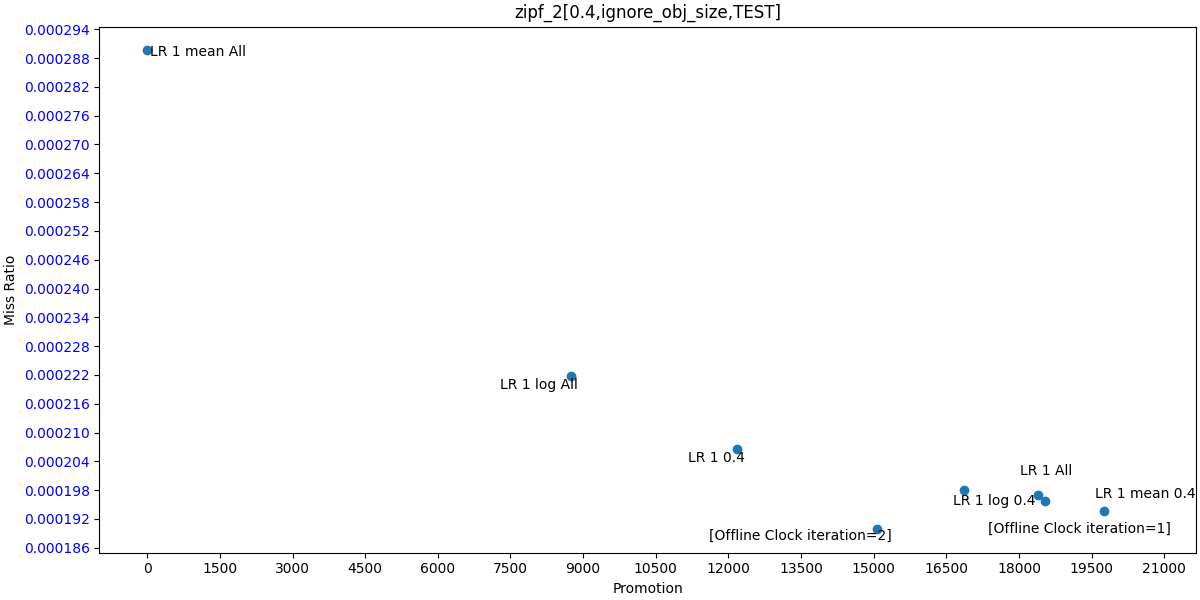 zipf_2[0.4,ignore_obj_size,TEST]
0.000294
0.000288
0.000282
0.000276
0.000270
0.000264
0.000258
0.000252
0.000246
0.000240
0.000234
0.000228
0.000222
0.000216
0.000210
0.000204
0.000198
0.000192
0.000186
Miss Ratio
LR 1 mean All
LR 1 log All
LR 1 0.4
LR 1 All
LR 1 mean 0.4
LR 1 log 0.4
[Offline Clock iteration=1]
[Offline Clock iteration=2]
0 1500 3000 4500 6000 7500 9000 10500 12000 13500 15000 16500 18000 19500 21000
Promotion